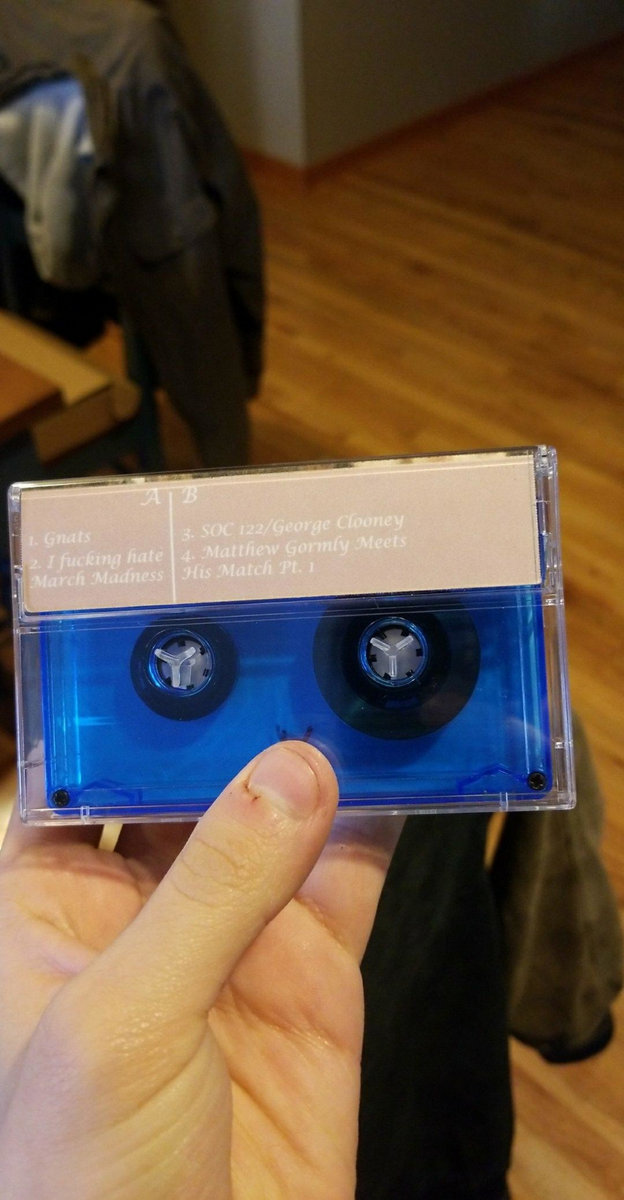 A B
1. Gnats
2. I fucking hate
March Madness
3. SOC 122/George Clooney
4. Matthew Gormly Meets
His Match Pt. 1